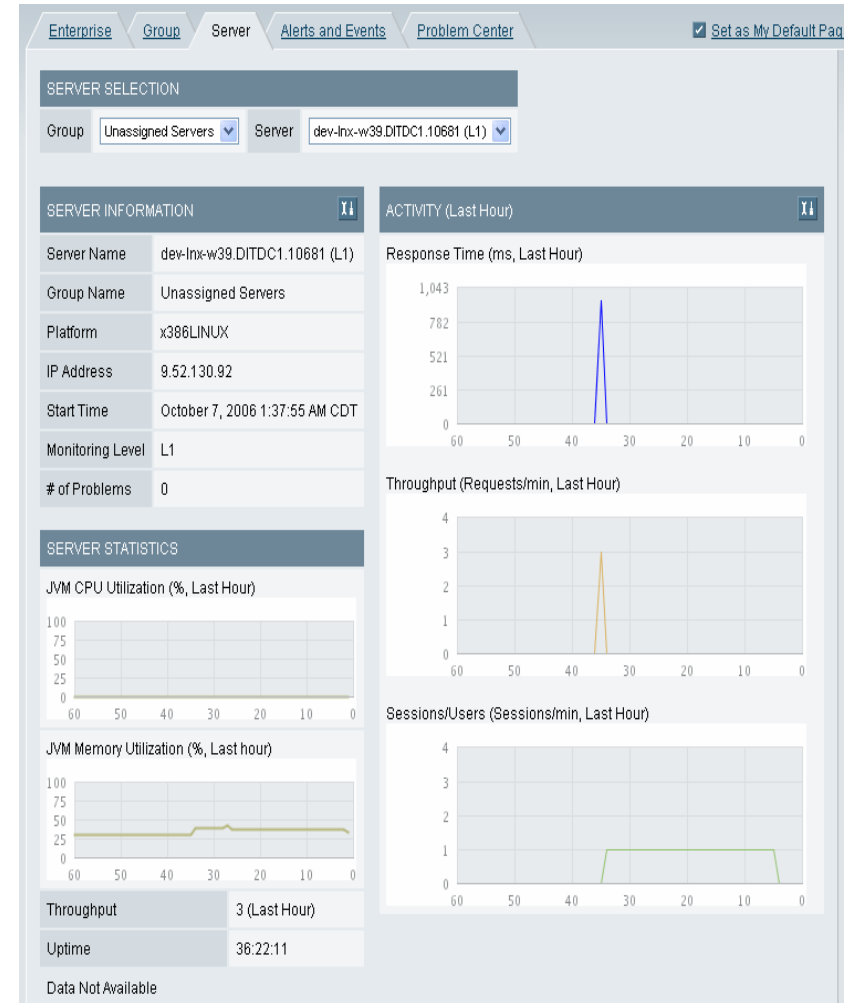 Enterprise Group Server Alerts and Events Problem Center Set as My Default Pag
SERVER SELECTION
Group Unassigned Servers Server dev-lnx-w39.DITDC1.10681 (L1)
SERVER INFORMATION
Server Name dev-lnx-w39.DITDC1.10681 (L1)
Group Name Unassigned Servers
Platform x386LINUX
IP Address 9.52.130.92
Start Time October 7, 2006 1:37:55 AM CDT
Monitoring Level L1
# of Problems 0
SERVER STATISTICS
JVM CPU Utilization (%, Last Hour)
100
75
50
25
0
60 50 40 30 20 10 0
JVM Memory Utilization (%, Last hour)
100
75
50
25
0
60 50 40 30 20 10 0
Throughput 3 (Last Hour)
Uptime 36:22:11
Data Not Available
ACTIVITY (Last Hour)
Response Time (ms, Last Hour)
1,043
782
521
261
0
60 50 40 30 20 10 0
Throughput (Requests/min, Last Hour)
4
3
2
1
0
60 50 40 30 20 10 0
Sessions/Users (Sessions/min, Last Hour)
4
3
2
1
0
60 50 40 30 20 10 0